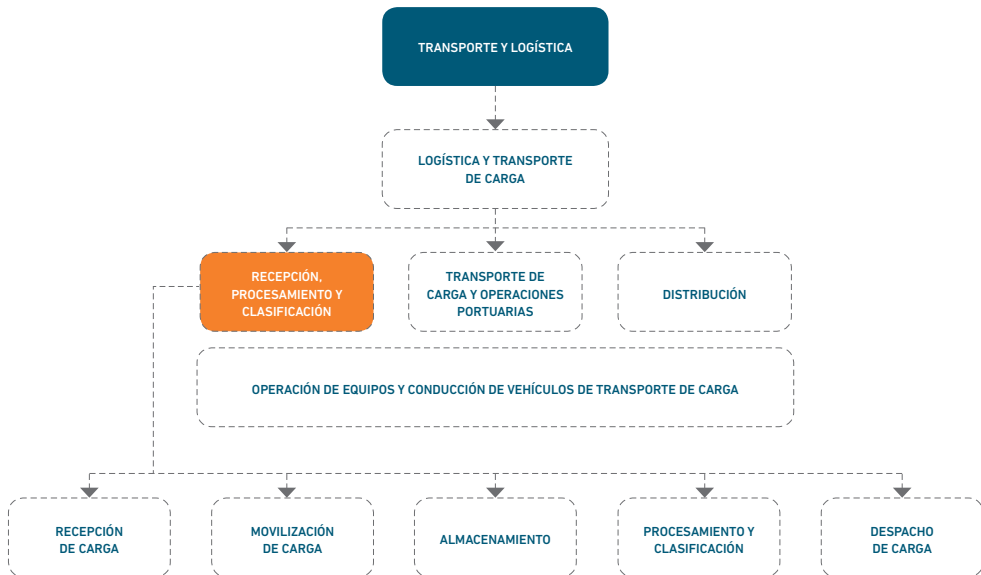 TRANSPORTE Y LOGÍSTICA
LOGÍSTICA Y TRANSPORTE
DE CARGA
RECEPCIÓN,
PROCESAMIENTO Y
CLASIFICACIÓN
TRANSPORTE DE
CARGA Y OPERACIONES
PORTUARIAS
DISTRIBUCIÓN
OPERACIÓN DE EQUIPOS Y CONDUCCIÓN DE VEHÍCULOS DE TRANSPORTE DE CARGA
RECEPCIÓN
DE CARGA
MOVILIZACIÓN
DE CARGA
ALMACENAMIENTO
PROCESAMIENTO Y
CLASIFICACIÓN
DESPACHO
DE CARGA